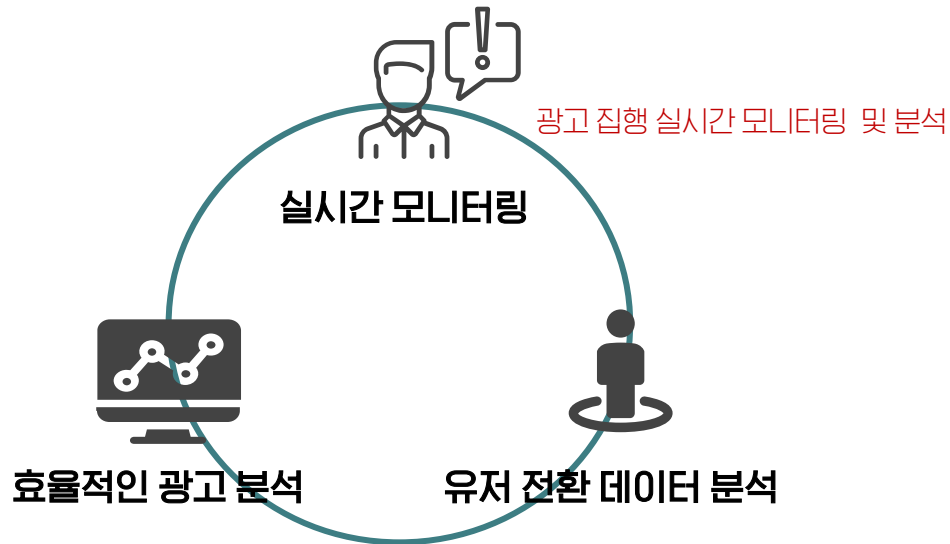 광고 집행 실시간 모니터링 및 분석
실시간 모니터링
효율적인 광고 분석
유저 전환 데이터 분석